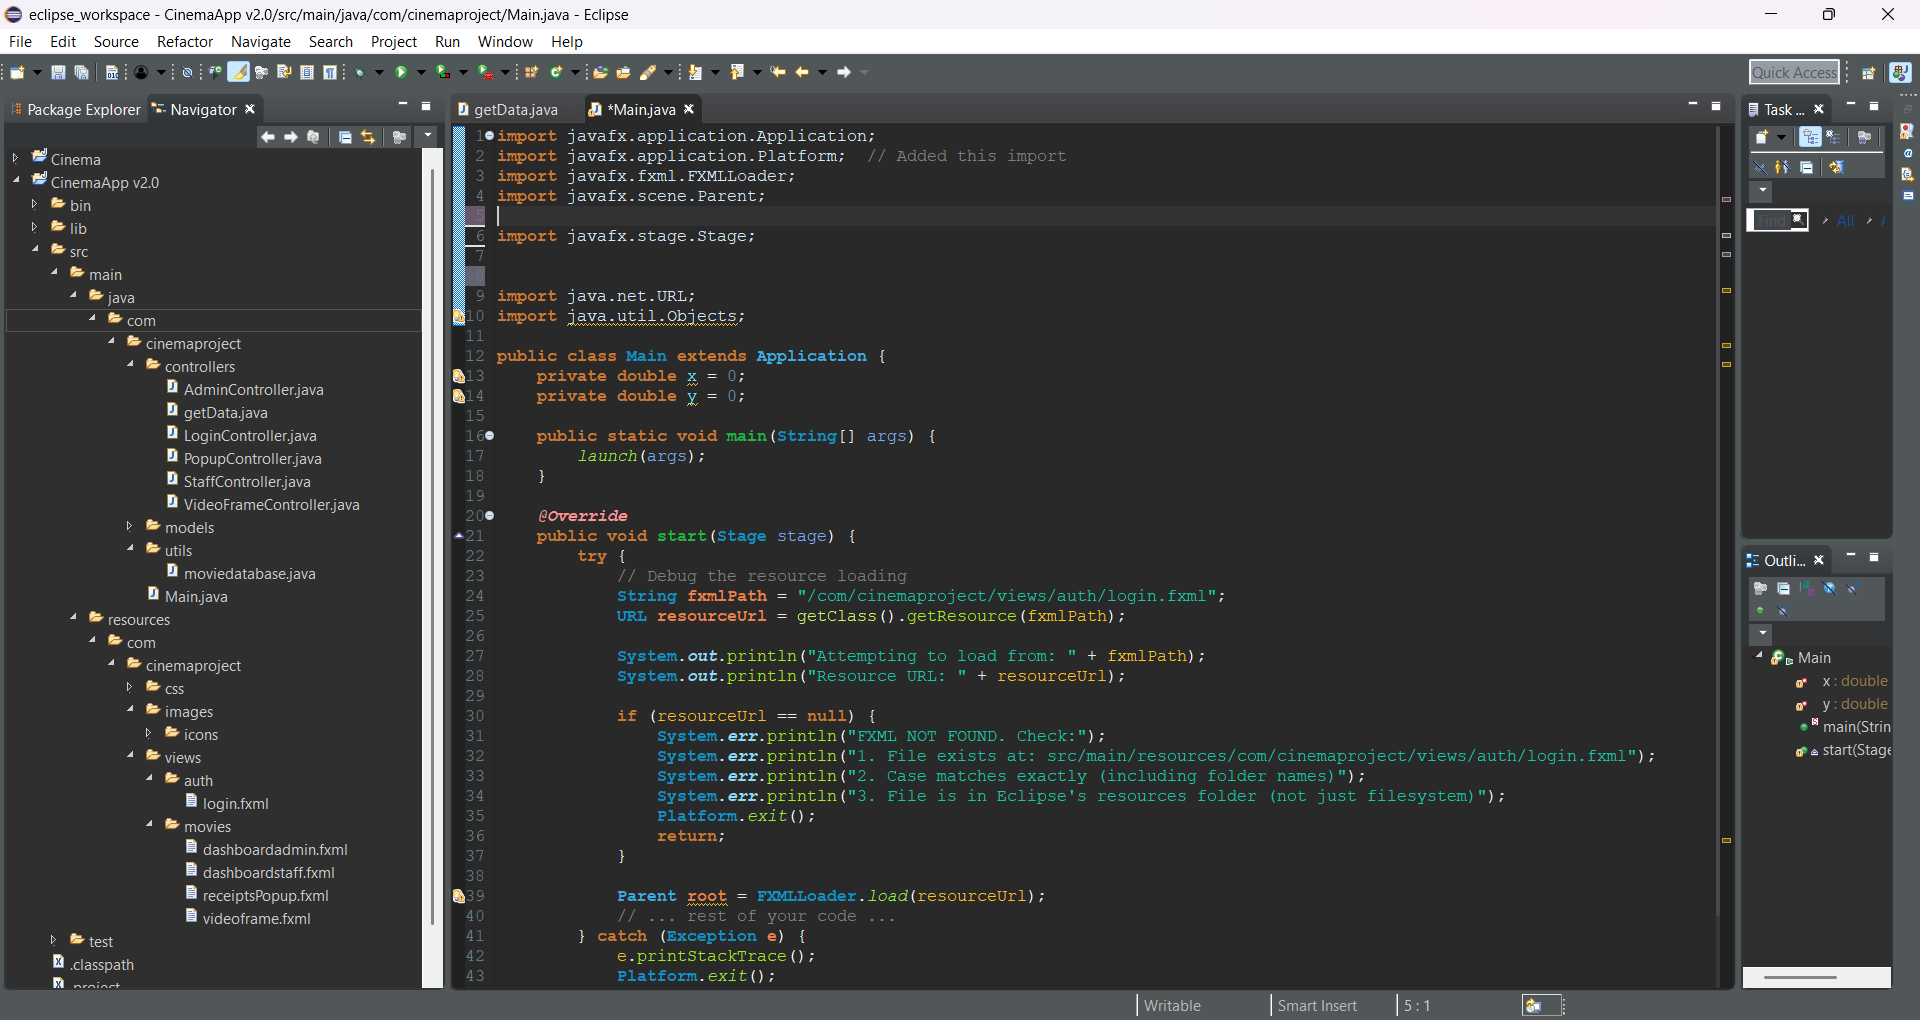 eclipse_workspace - CinemaApp v2.0/src/main/java/com/cinemaproject/Main.java - Eclipse
File Edit Source Refactor Navigate Search Project Run Window Help
Quick Access
Package Explorer Navigator
Cinema
CinemaApp v2.0
bin
lib
src
main
java
com
cinemaproject
controllers
AdminController.java
getData.java
LoginController.java
PopupController.java
StaffController.java
VideoFrameController.java
models
utils
moviedatabase.java
Main.java
resources
com
cinemaproject
css
images
icons
views
auth
login.fxml
movies
dashboardadmin.fxml
dashboardstaff.fxml
receiptsPopup.fxml
videoframe.fxml
test
.classpath
.project
getData.java *Main.java
1 import javafx.application.Application;
2 import javafx.application.Platform; // Added this import
3 import javafx.fxml.FXMLLoader;
4 import javafx.scene.Parent;
5
6 import javafx.stage.Stage;
7
9 import java.net.URL;
10 import java.util.Objects;
11
12 public class Main extends Application {
13 private double x = 0;
14 private double y = 0;
15
16 public static void main(String[] args) {
17 launch(args);
18 }
19
20 @Override
21 public void start(Stage stage) {
22 try {
23 // Debug the resource loading
24 String fxmlPath = "/com/cinemaproject/views/auth/login.fxml";
25 URL resourceUrl = getClass().getResource(fxmlPath);
26
27 System.out.println("Attempting to load from: " + fxmlPath);
28 System.out.println("Resource URL: " + resourceUrl);
29
30 if (resourceUrl == null) {
31 System.err.println("FXML NOT FOUND. Check:");
32 System.err.println("1. File exists at: src/main/resources/com/cinemaproject/views/auth/login.fxml");
33 System.err.println("2. Case matches exactly (including folder names)");
34 System.err.println("3. File is in Eclipse's resources folder (not just filesystem)");
35 Platform.exit();
36 return;
37 }
38
39 Parent root = FXMLLoader.load(resourceUrl);
40 // ... rest of your code ...
41 } catch (Exception e) {
42 e.printStackTrace();
43 Platform.exit();
Task ...
Find All
Outli...
Main
x : double
y : double
main(Strin
start(Stage
Writable Smart Insert 5 : 1